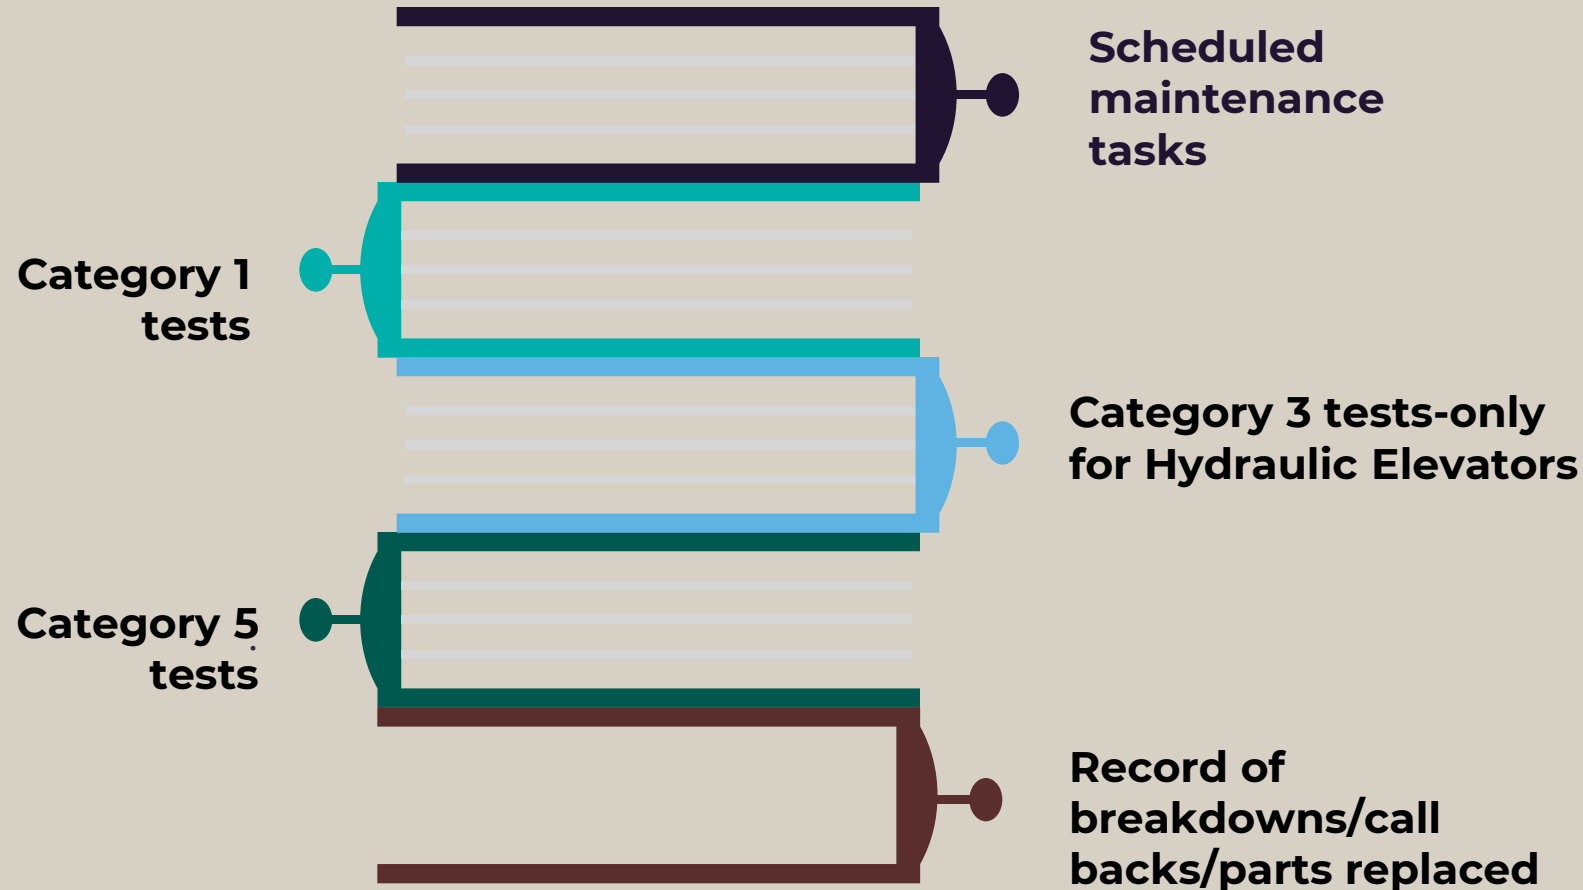 Scheduled
maintenance
tasks
Category 1
tests
Category 3 tests-only
for Hydraulic Elevators
Category 5
tests
Record of
breakdowns/call
backs/parts replaced